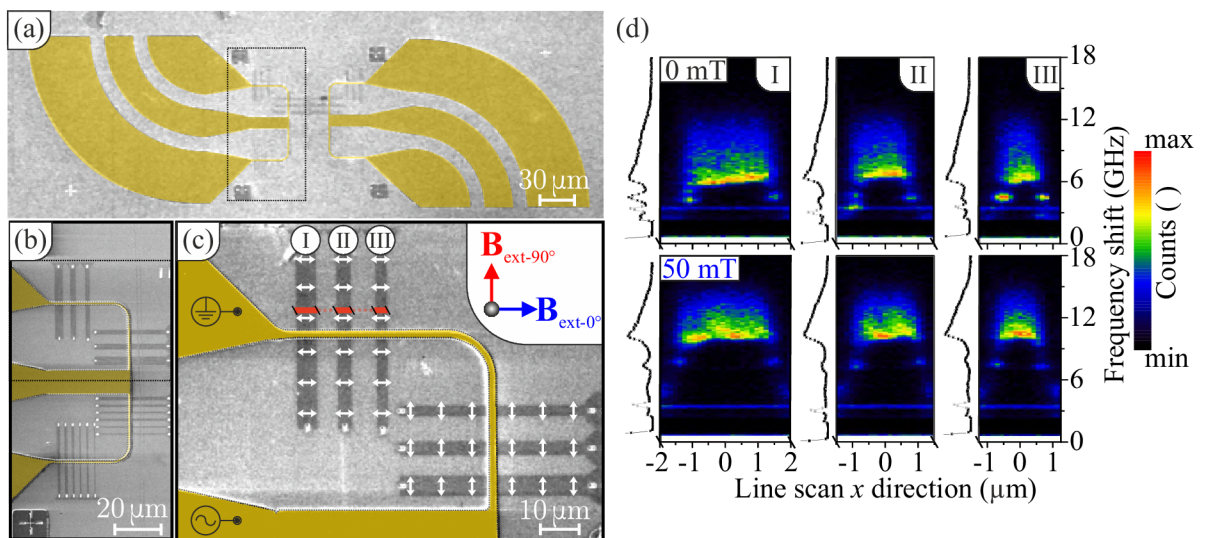 (a)
30 μm
(b)
20 μm
(c)
I II III
B ext-90°
B ext-0°
10 μm
(d)
0 mT I II III
50 mT
18
12
6
0
18
12
6
0
Frequency shift (GHz)
max
Counts ( )
min
-2 -1 0 1 2 -1 0 1 -1 0 1
Line scan x direction (μm)